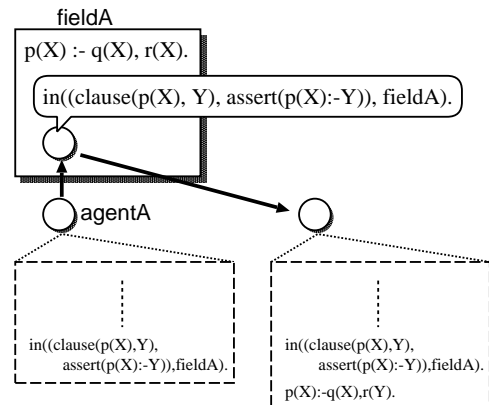 fieldA
p(X) :- q(X), r(X).
in((clause(p(X), Y), assert(p(X):-Y)), fieldA).
agentA
in((clause(p(X),Y),
assert(p(X):-Y)),fieldA).
in((clause(p(X),Y),
assert(p(X):-Y)),fieldA).
p(X):-q(X),r(Y).